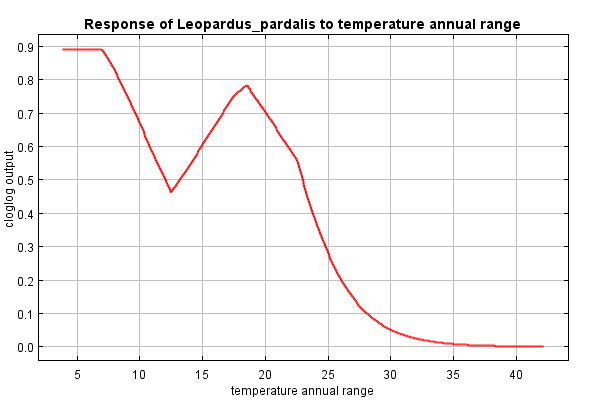 Response of Leopardus_pardalis to temperature annual range
cloglog output
0.9
0.8
0.7
0.6
0.5
0.4
0.3
0.2
0.1
0.0
5 10 15 20 25 30 35 40
temperature annual range